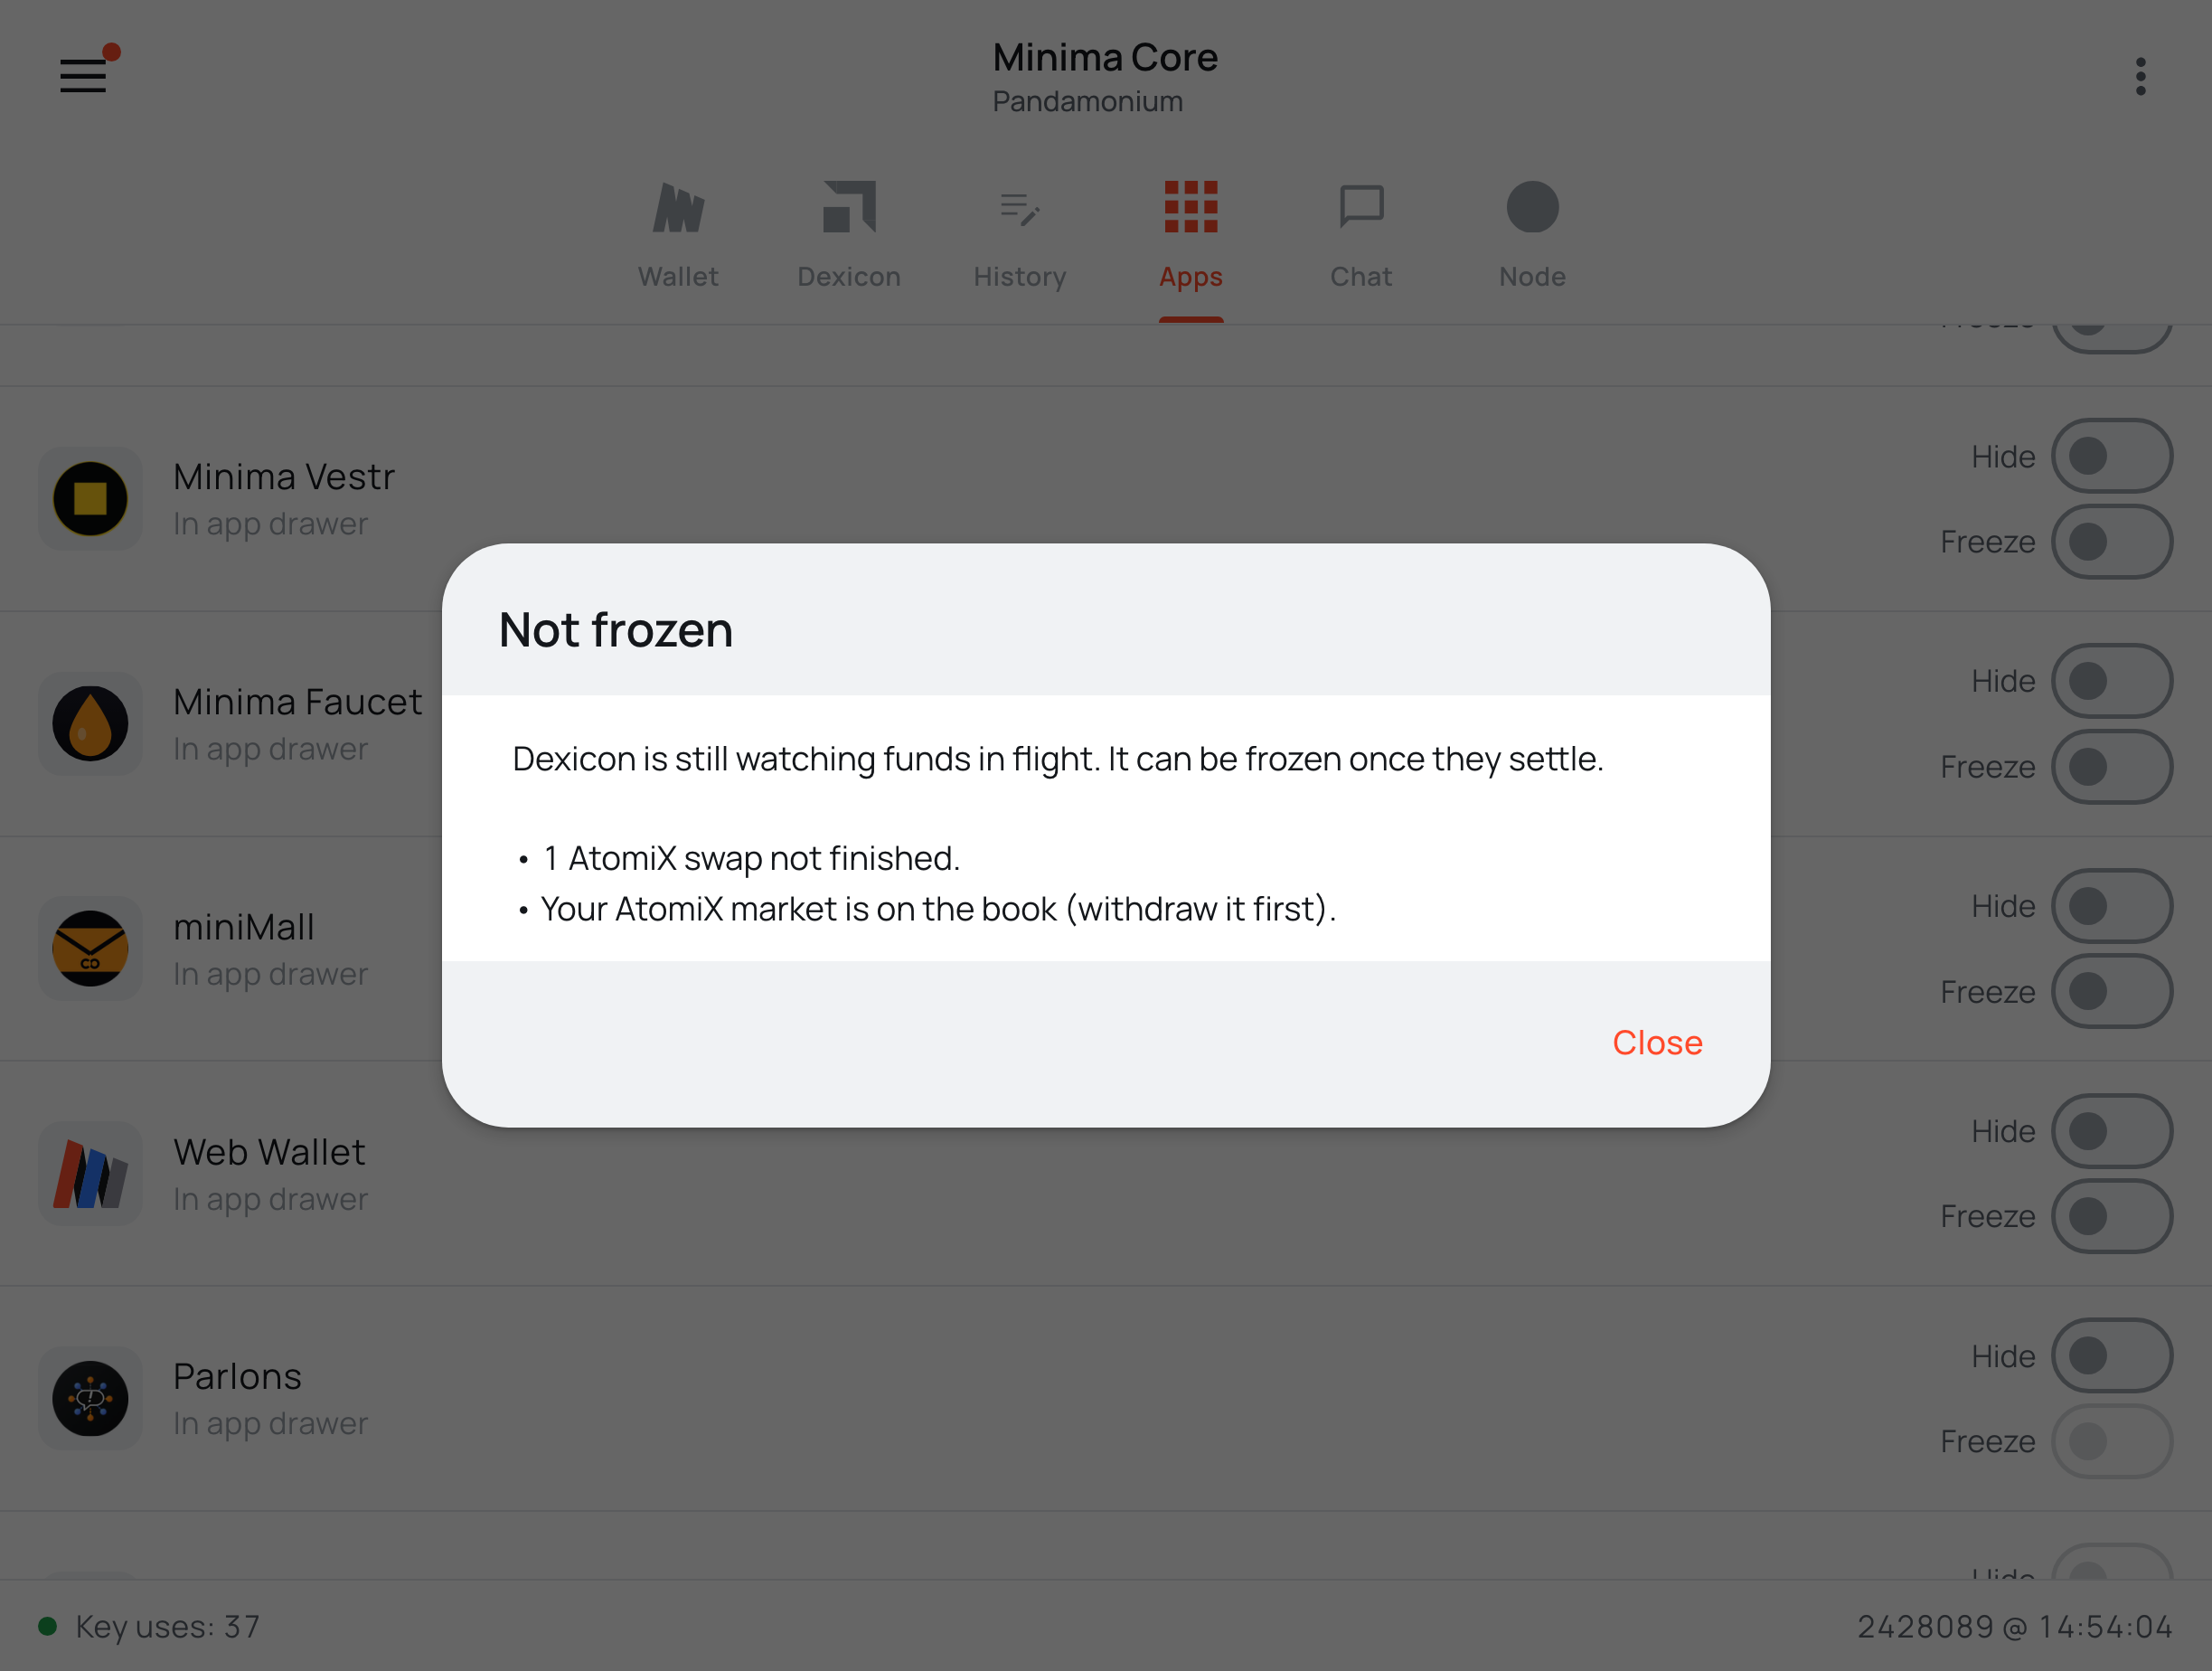 Minima Core
Pandamonium
Wallet
Dexicon
History
Apps
Chat
Node
Minima Vestr
In app drawer
Hide
Freeze
Not frozen
Dexicon is still watching funds in flight. It can be frozen once they settle.
• 1 AtomiX swap not finished.
• Your AtomiX market is on the book (withdraw it first).
Close
Minima Faucet
In app drawer
Hide
Freeze
miniMall
In app drawer
Hide
Freeze
Web Wallet
In app drawer
Hide
Freeze
Parlons
In app drawer
Hide
Freeze
Key uses: 37
2428089 @ 14:54:04